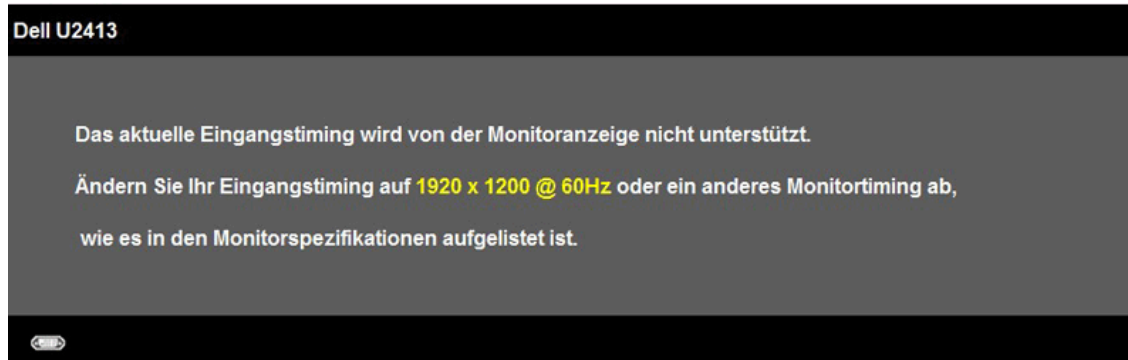 Dell U2413
Das aktuelle Eingangstiming wird von der Monitoranzeige nicht unterstützt.
Ändern Sie Ihr Eingangstiming auf 1920 x 1200 @ 60Hz oder ein anderes Monitortiming ab,
wie es in den Monitorspezifikationen aufgelistet ist.